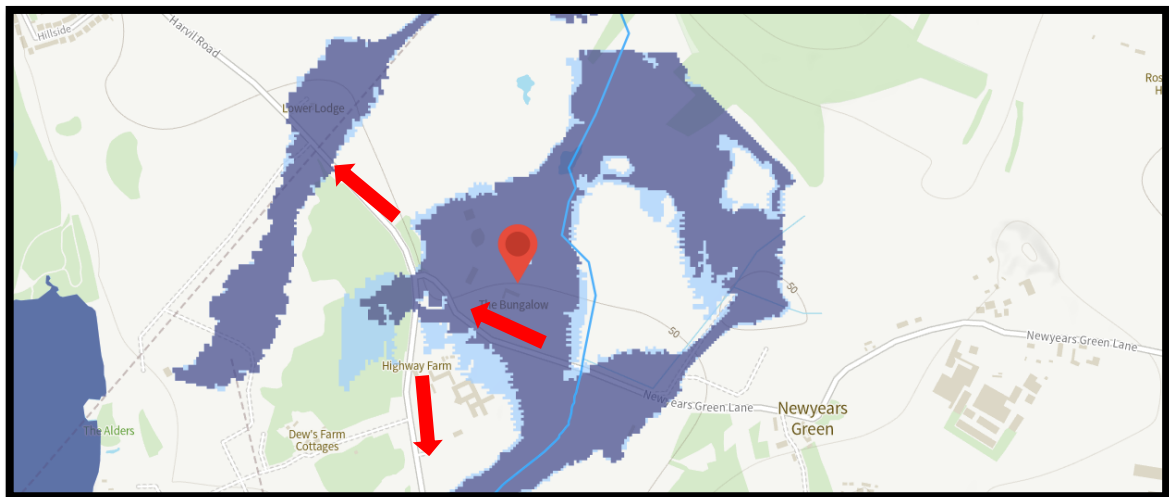 Hillside
Harvil Road
Lower Lodge
The Bungalow
50
50
Highway Farm
Newyears Green Lane
Newyears Green Lane
Newyears
Green
The Alders
Dew's Farm
Cottages